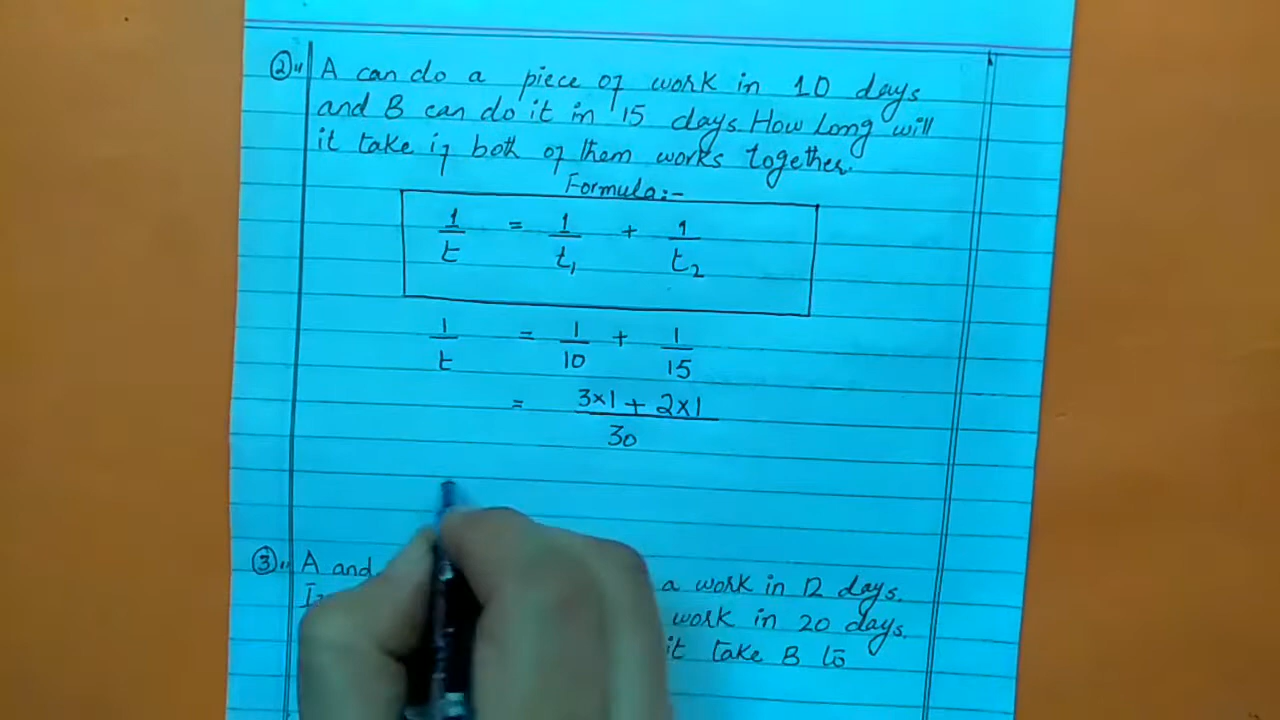 ②" A can do a piece of work in 10 days
and B can do it in 15 days How long will
it take if both of them works together.
Formula:-
1/t = 1/t₁ + 1/t₂
1/t = 1/10 + 1/15
= 3×1 + 2×1 / 30
③" A and a work in 12 days.
work in 20 days.
it take B to